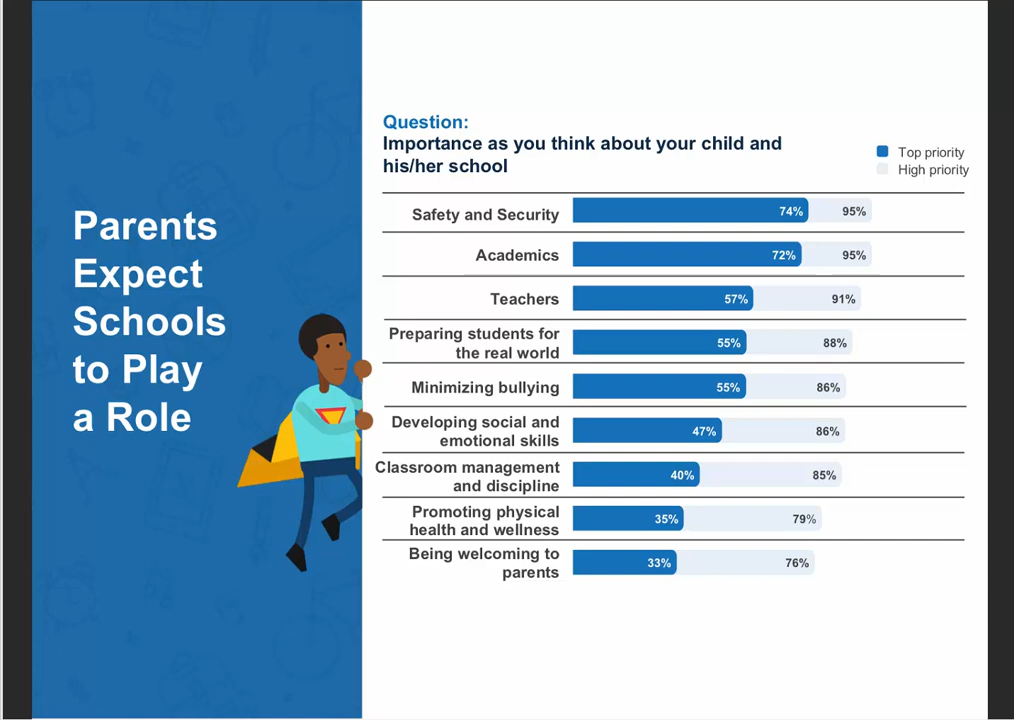 Parents
Expect
Schools
to Play
a Role
Question:
Importance as you think about your child and
his/her school
Top priority
High priority
Safety and Security 74% 95%
Academics 72% 95%
Teachers 57% 91%
Preparing students for
the real world 55% 88%
Minimizing bullying 55% 86%
Developing social and
emotional skills 47% 86%
Classroom management
and discipline 40% 85%
Promoting physical
health and wellness 35% 79%
Being welcoming to
parents 33% 76%